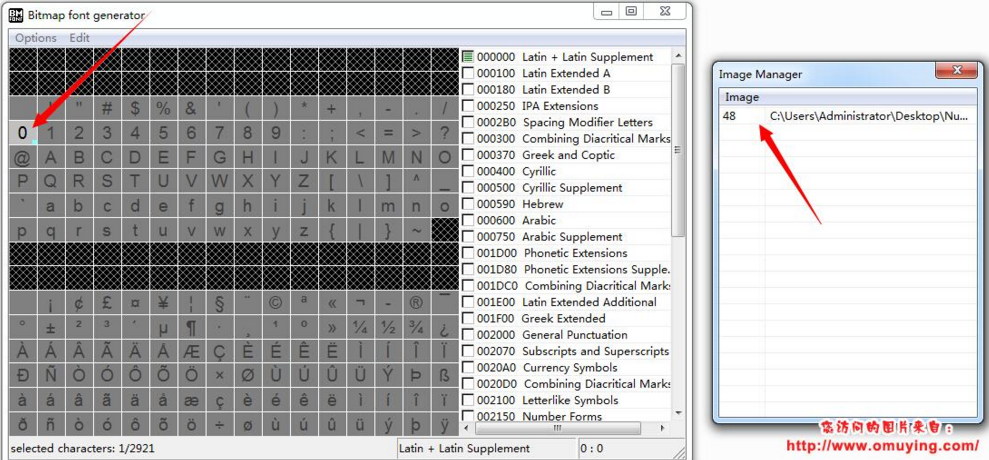 BM FONT Bitmap font generator
Options Edit
! " # $ % & ' ( ) * + , - . /
0 1 2 3 4 5 6 7 8 9 : ; < = > ?
@ A B C D E F G H I J K L M N O
P Q R S T U V W X Y Z [ \ ] ^ _
` a b c d e f g h i j k l m n o
p q r s t u v w x y z { | } ~
¡ ¢ £ ¤ ¥ ¦ § ¨ © ª « ¬ - ® ¯
° ± ² ³ ´ µ ¶ · ¸ ¹ º » ¼ ½ ¾ ¿
À Á Â Ã Ä Å Æ Ç È É Ê Ë Ì Í Î Ï
Ð Ñ Ò Ó Ô Õ Ö × Ø Ù Ú Û Ü Ý Þ ß
à á â ã ä å æ ç è é ê ë ì í î ï
ð ñ ò ó ô õ ö ÷ ø ù ú û ü ý þ ÿ
000000 Latin + Latin Supplement
000100 Latin Extended A
000180 Latin Extended B
000250 IPA Extensions
0002B0 Spacing Modifier Letters
000300 Combining Diacritical Marks
000370 Greek and Coptic
000400 Cyrillic
000500 Cyrillic Supplement
000590 Hebrew
000600 Arabic
000750 Arabic Supplement
001D00 Phonetic Extensions
001D80 Phonetic Extensions Supple.
001DC0 Combining Diacritical Marks
001E00 Latin Extended Additional
001F00 Greek Extended
002000 General Punctuation
002070 Subscripts and Superscripts
0020A0 Currency Symbols
0020D0 Combining Diacritical Marks
002100 Letterlike Symbols
002150 Number Forms
selected characters: 1/2921
Latin + Latin Supplement
0 : 0
Image Manager
Image
48 C:\Users\Administrator\Desktop\Nu...
您访问的图片来自：
http://www.omuying.com/